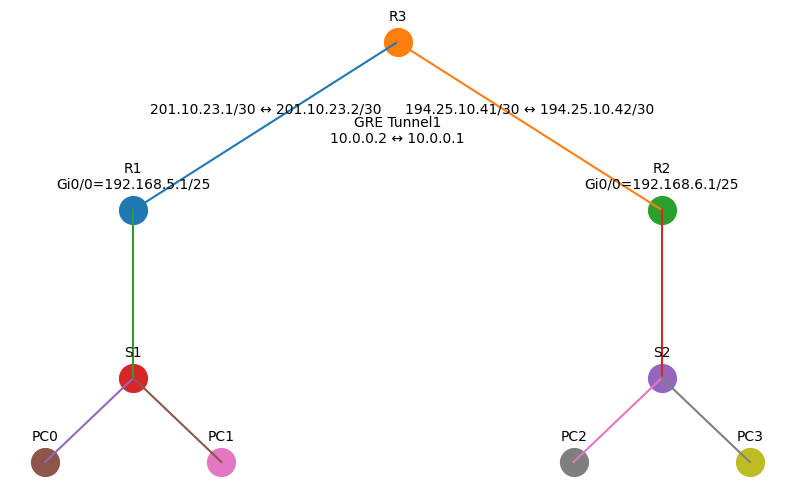 R3
201.10.23.1/30 ↔ 201.10.23.2/30
194.25.10.41/30 ↔ 194.25.10.42/30
GRE Tunnel1
10.0.0.2 ↔ 10.0.0.1
R1
Gi0/0=192.168.5.1/25
R2
Gi0/0=192.168.6.1/25
S1
S2
PC0
PC1
PC2
PC3